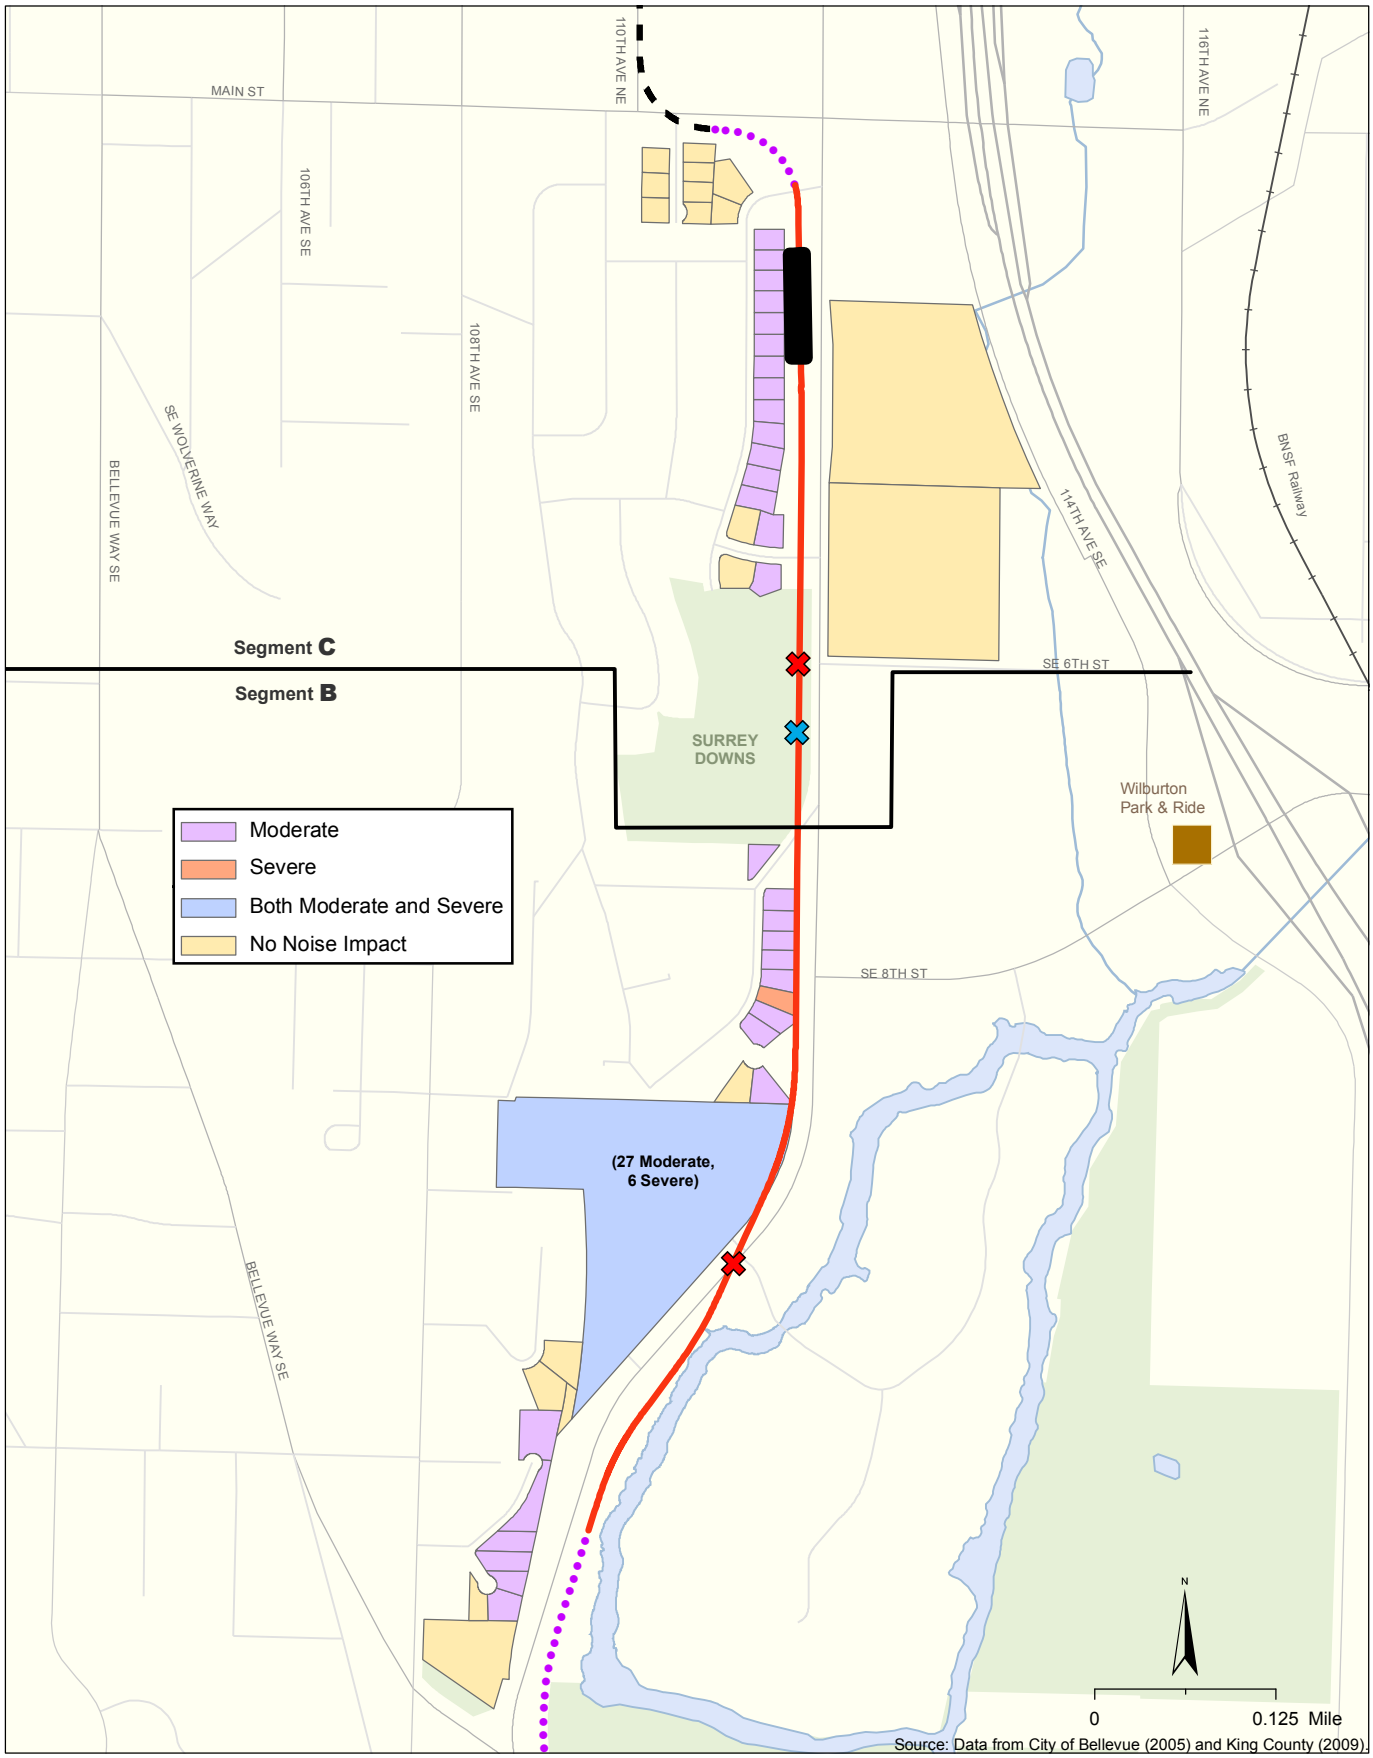 110TH AVE NE
116TH AVE NE
MAIN ST
106TH AVE SE
108TH AVE SE
SE WOLVERINE WAY
BELLEVUE WAY SE
BNSF Railway
114TH AVE SE
Segment C
SE 6TH ST
Segment B
SURREY
DOWNS
Wilburton
Park & Ride
Moderate
Severe
Both Moderate and Severe
No Noise Impact
SE 8TH ST
(27 Moderate,
6 Severe)
BELLEVUE WAY SE
N
0 0.125 Mile
Source: Data from City of Bellevue (2005) and King County (2009).